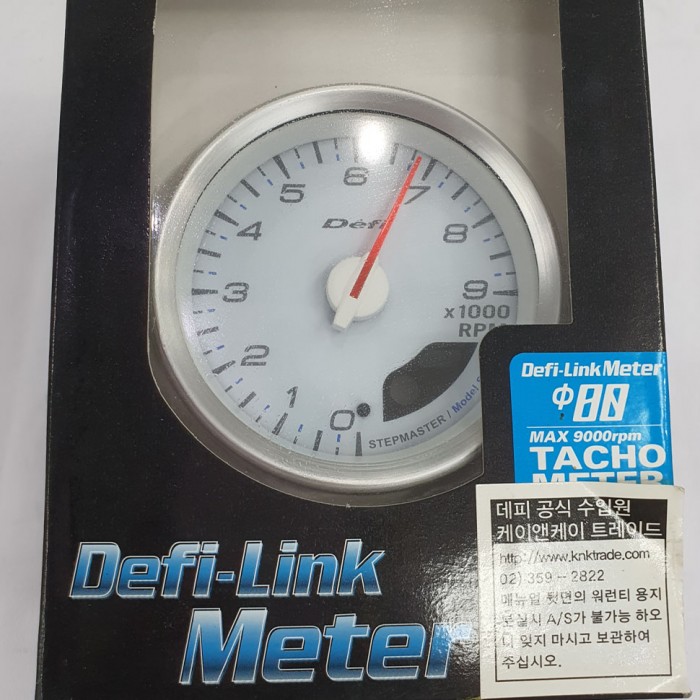 5
6
7
4
8
3
9
2
1
0
Defi
x1000
RPM
STEPMASTER / Model
Defi-Link Meter
φ80
MAX 9000rpm
TACHO
METER
데피 공식 수입원
케이앤케이 트레이드
http://www.knktrade.com
02) 359 - 2822
매뉴얼 뒷면의 워런티 용지
분실시 A/S가 불가능 하오
니 잊지 마시고 보관하여
주십시오.
Defi-Link
Meter